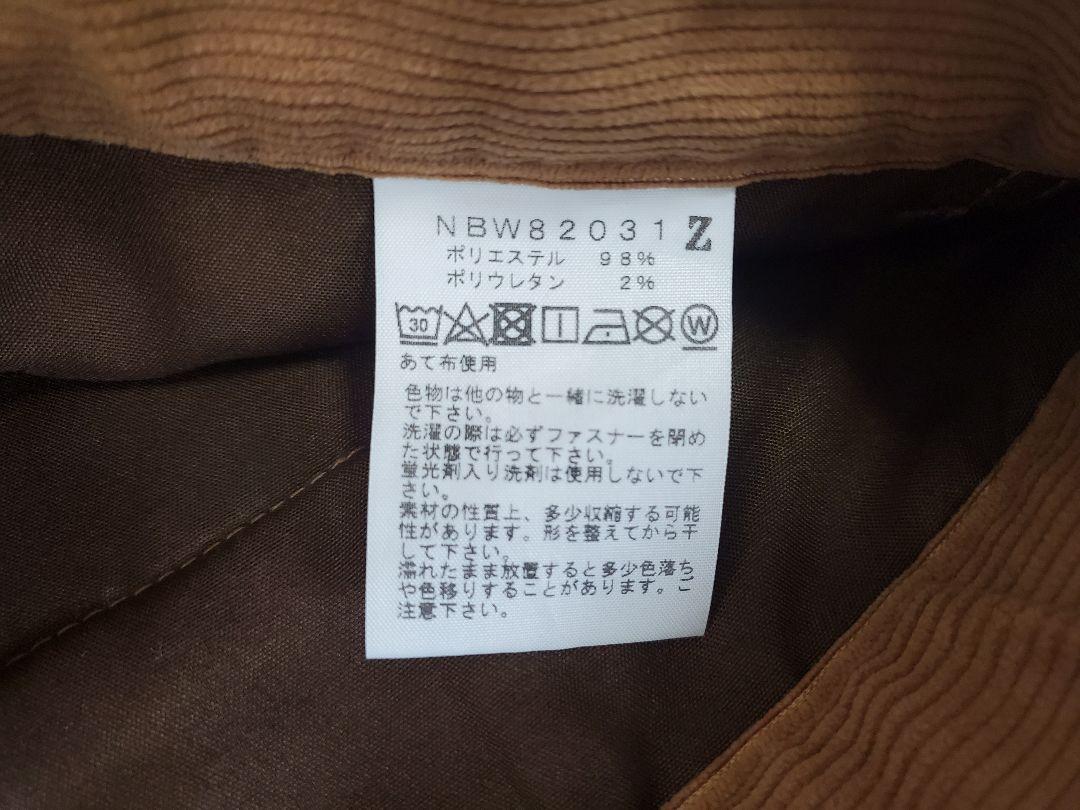 NBW82031 Z
ポリエステル 98%
ポリウレタン 2%
30 W
あて布使用
色物は他の物と一緒に洗濯しない
で下さい。
洗濯の際は必ずファスナーを閉め
た状態で行って下さい。
蛍光剤入り洗剤は使用しないで下
さい。
素材の性質上、多少収縮する可能
性があります。形を整えてから干
して下さい。
濡れたまま放置すると多少色落ち
や色移りすることがあります。ご
注意下さい。